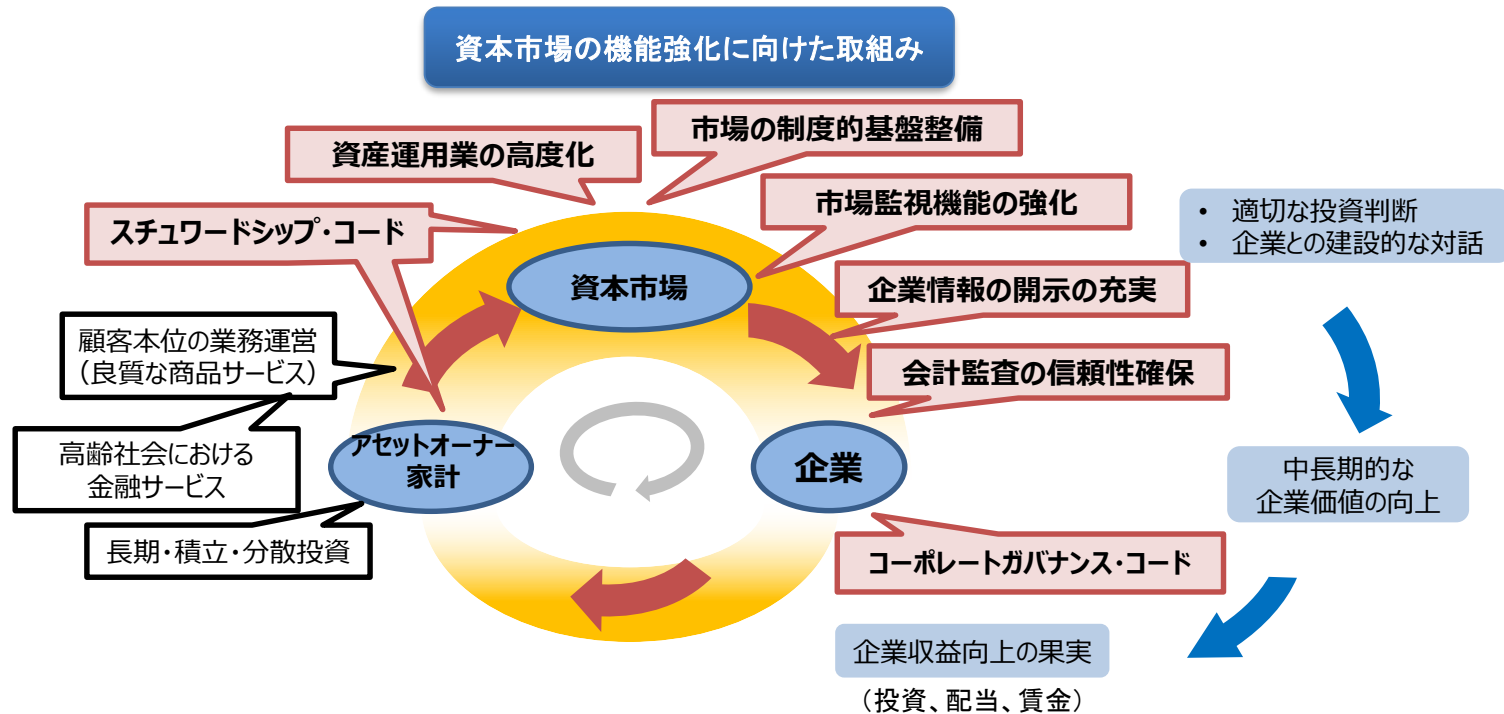 資本市場の機能強化に向けた取組み
市場の制度的基盤整備
資産運用業の高度化
市場監視機能の強化
スチュワードシップ・コード
• 適切な投資判断
• 企業との建設的な対話
資本市場
企業情報の開示の充実
顧客本位の業務運営
（良質な商品サービス）
会計監査の信頼性確保
高齢社会における
金融サービス
アセットオーナー
家計
企業
中長期的な
企業価値の向上
長期・積立・分散投資
コーポレートガバナンス・コード
企業収益向上の果実
（投資、配当、賃金）